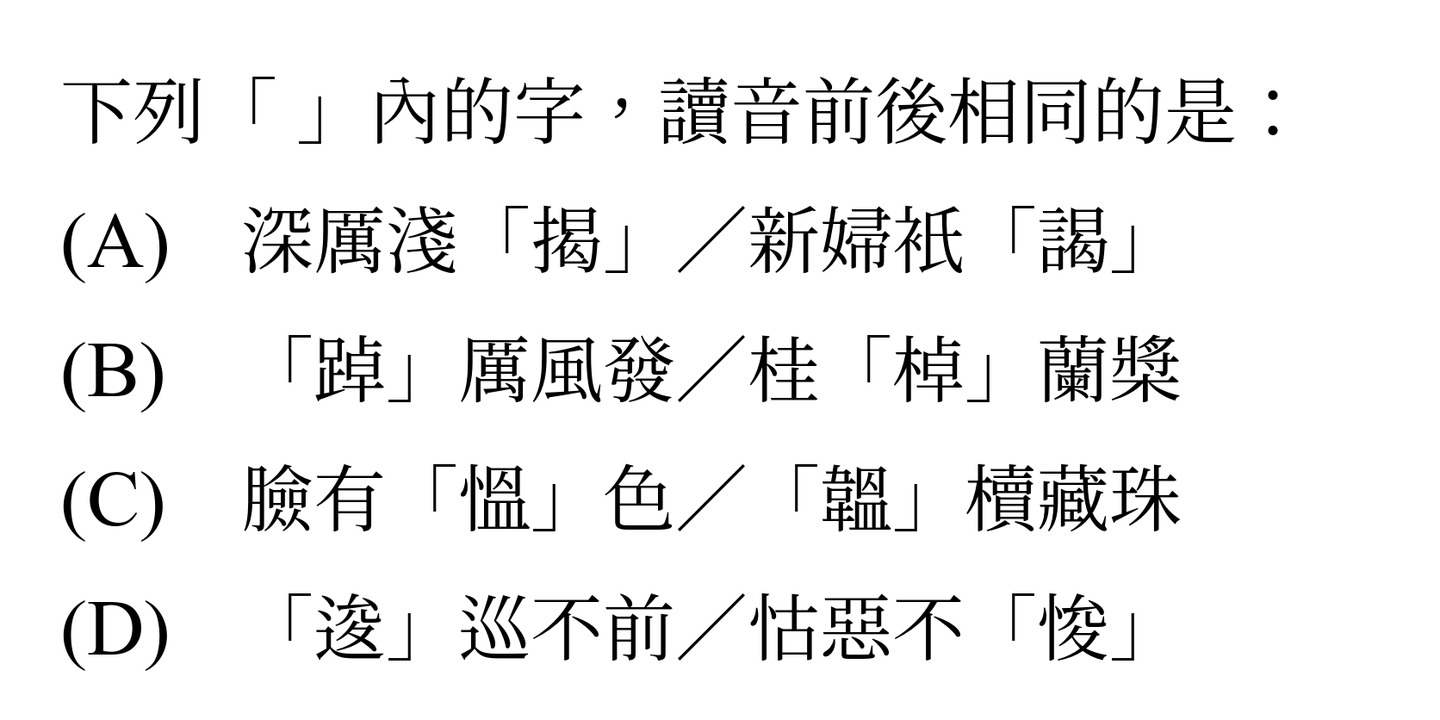 下列「 」內的字，讀音前後相同的是：
(A) 深厲淺「揭」／新婦衹「謁」
(B) 「踔」厲風發／桂「棹」蘭槳
(C) 臉有「慍」色／「韞」櫝藏珠
(D) 「逡」巡不前／怙惡不「悛」